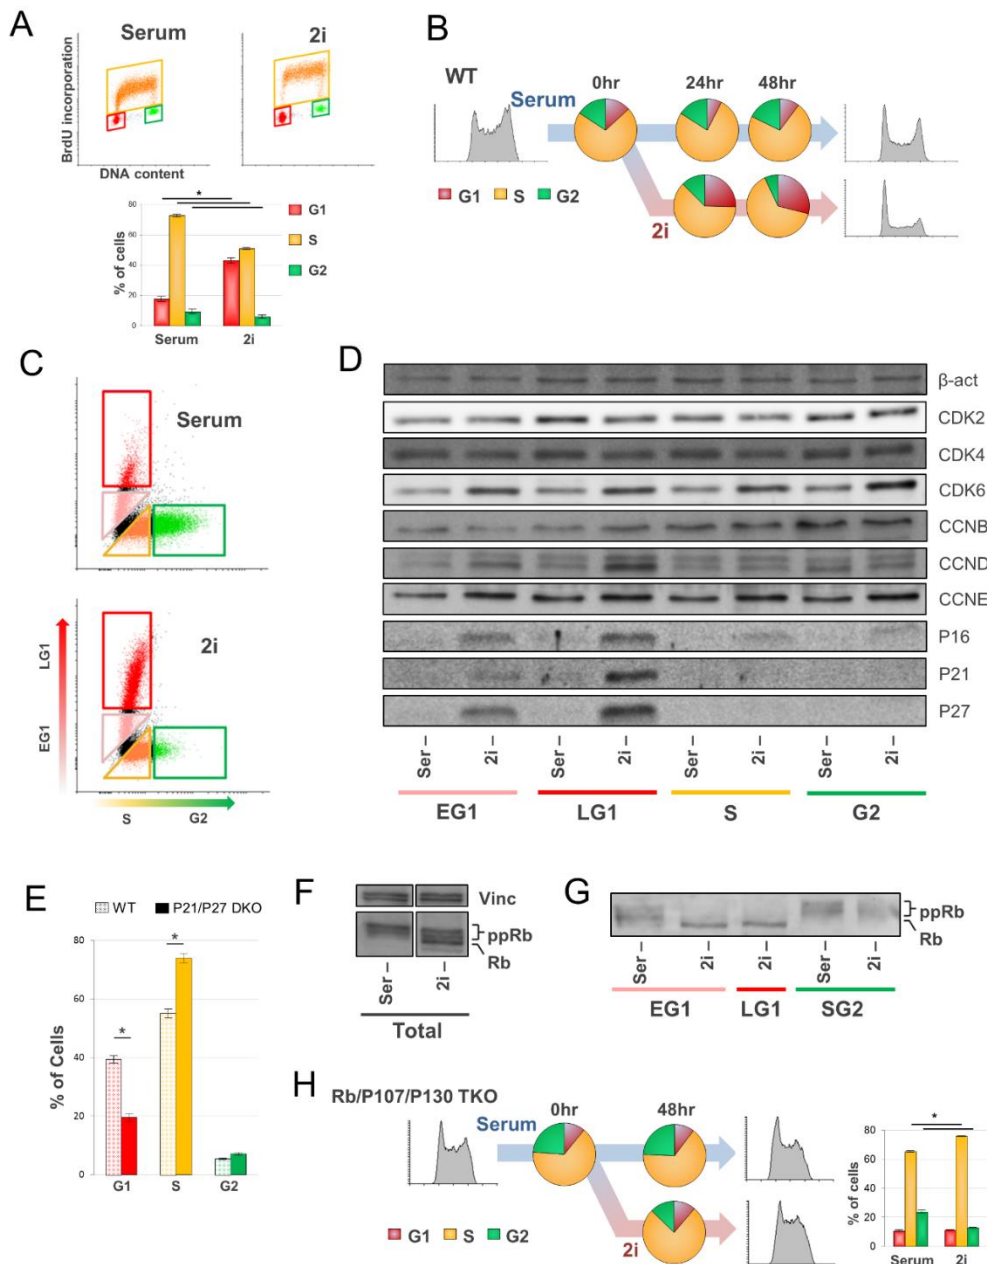 A
Serum
2i
BrdU incorporation
DNA content
% of cells
80
60
40
20
0
Serum
2i
*
G1
S
G2
B
WT
Serum
0hr
24hr
48hr
G1
S
G2
2i
C
Serum
2i
LG1
EG1
S
G2
D
β-act
CDK2
CDK4
CDK6
CCNB
CCND
CCNE
P16
P21
P27
Ser –
2i –
Ser –
2i –
Ser –
2i –
Ser –
2i –
EG1
LG1
S
G2
E
WT
P21/P27 DKO
% of Cells
80
60
40
20
0
*
*
G1
S
G2
F
Vinc
ppRb
Rb
Ser –
2i –
Total
G
ppRb
Rb
Ser –
2i –
2i –
Ser –
2i –
EG1
LG1
SG2
H
Rb/P107/P130 TKO
Serum
0hr
48hr
G1
S
G2
2i
% of cells
80
60
40
20
0
*
Serum
2i